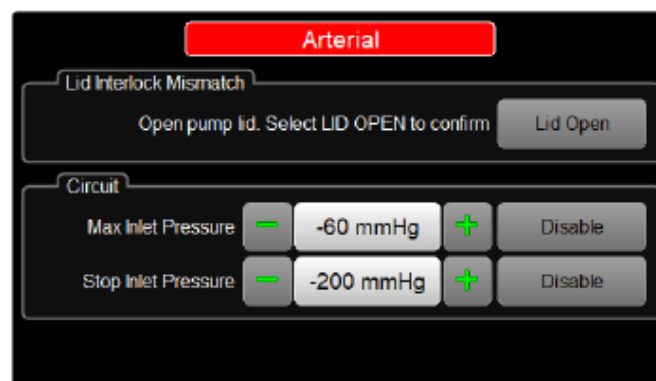 Arterial
Lid Interlock Mismatch
Open pump lid. Select LID OPEN to confirm Lid Open
Circuit
Max Inlet Pressure − -60 mmHg + Disable
Stop Inlet Pressure − -200 mmHg + Disable